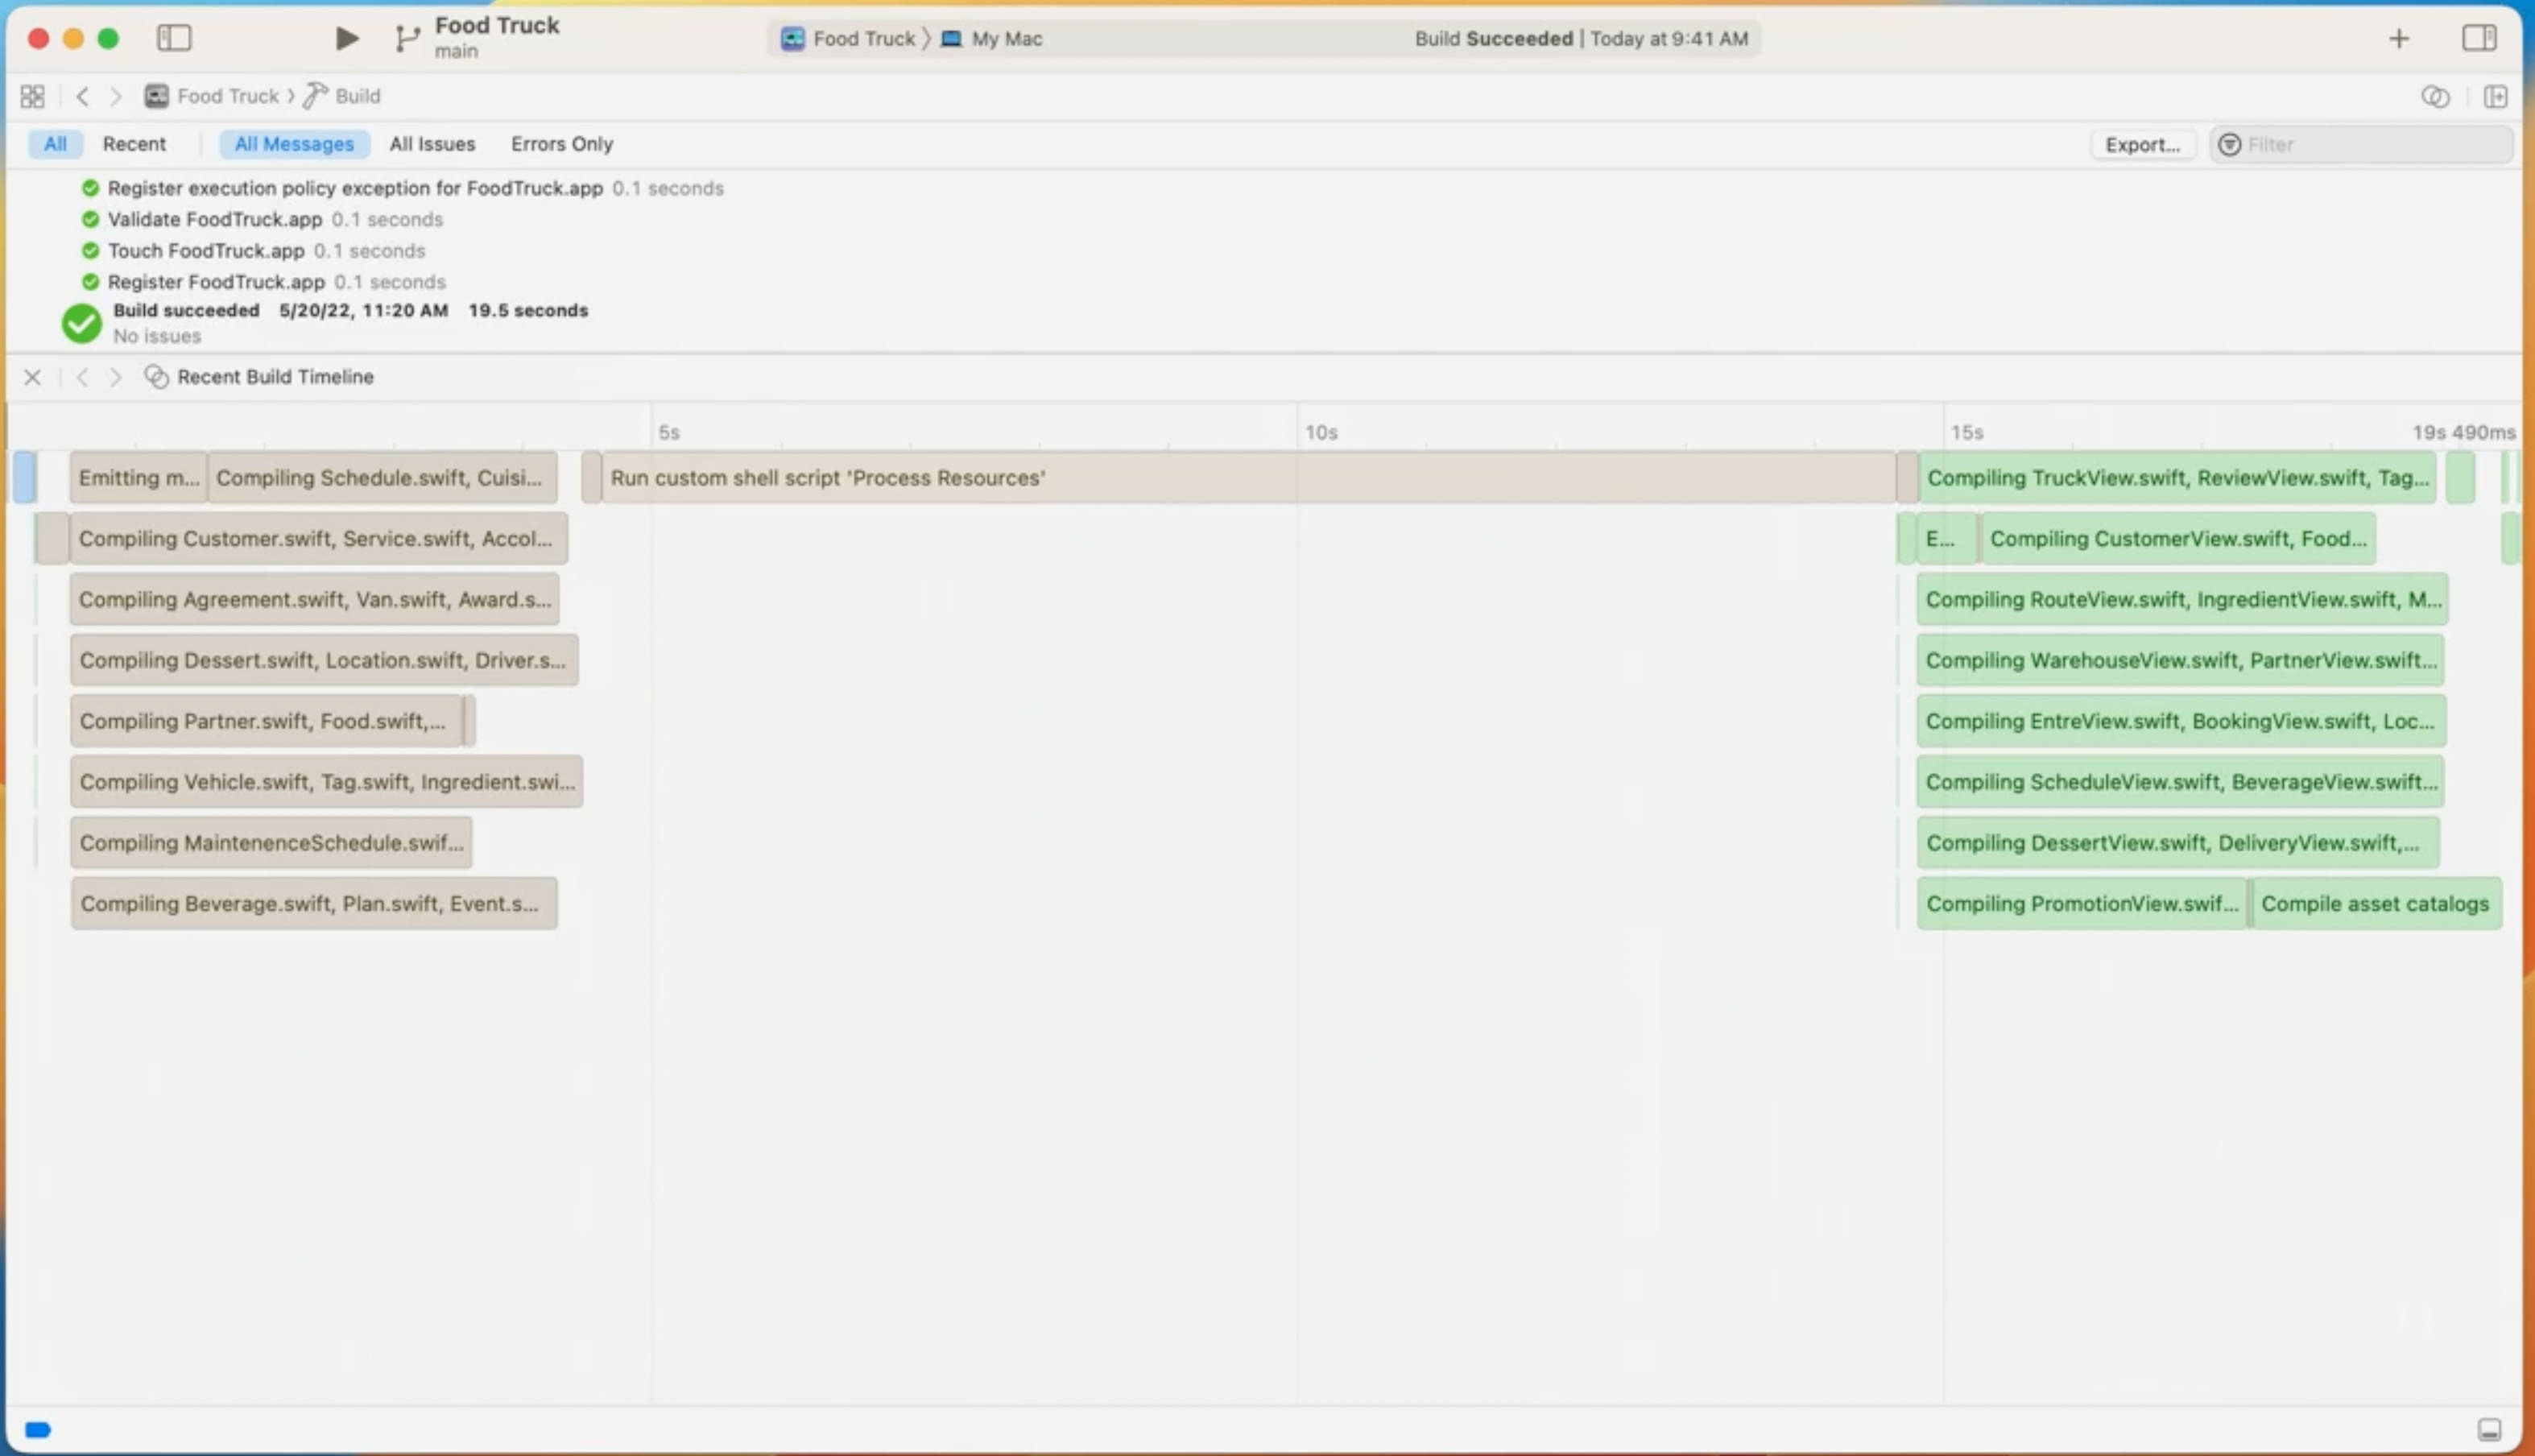 Food Truck
main
Food Truck 〉 My Mac
Build Succeeded | Today at 9:41 AM
Food Truck 〉 Build
All Recent All Messages All Issues Errors Only
Export... Filter
Register execution policy exception for FoodTruck.app 0.1 seconds
Validate FoodTruck.app 0.1 seconds
Touch FoodTruck.app 0.1 seconds
Register FoodTruck.app 0.1 seconds
Build succeeded 5/20/22, 11:20 AM 19.5 seconds
No issues
Recent Build Timeline
5s 10s 15s 19s 490ms
Emitting m... Compiling Schedule.swift, Cuisi... Run custom shell script 'Process Resources' Compiling TruckView.swift, ReviewView.swift, Tag...
Compiling Customer.swift, Service.swift, Accol... E... Compiling CustomerView.swift, Food...
Compiling Agreement.swift, Van.swift, Award.s... Compiling RouteView.swift, IngredientView.swift, M...
Compiling Dessert.swift, Location.swift, Driver.s... Compiling WarehouseView.swift, PartnerView.swift...
Compiling Partner.swift, Food.swift,... Compiling EntreView.swift, BookingView.swift, Loc...
Compiling Vehicle.swift, Tag.swift, Ingredient.swi... Compiling ScheduleView.swift, BeverageView.swift...
Compiling MaintenenceSchedule.swif... Compiling DessertView.swift, DeliveryView.swift,...
Compiling Beverage.swift, Plan.swift, Event.s... Compiling PromotionView.swif... Compile asset catalogs